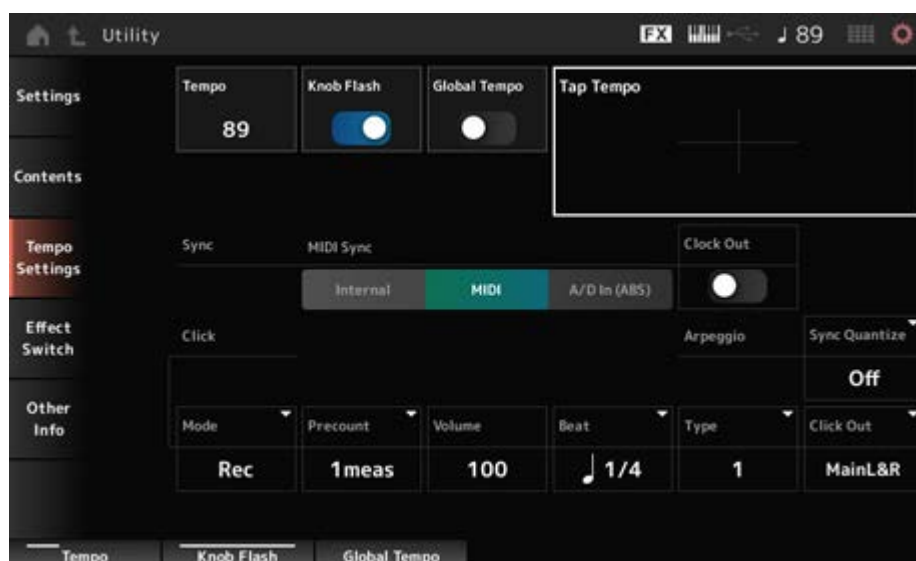 Utility
FX
89
Settings
Contents
Tempo
Settings
Effect
Switch
Other
Info
Tempo
89
Knob Flash
Global Tempo
Tap Tempo
Sync
MIDI Sync
Internal
MIDI
A/D In (ABS)
Clock Out
Click
Arpeggio
Sync Quantize
Off
Mode
Rec
Precount
1meas
Volume
100
Beat
♩ 1/4
Type
1
Click Out
MainL&R
Tempo
Knob Flash
Global Tempo